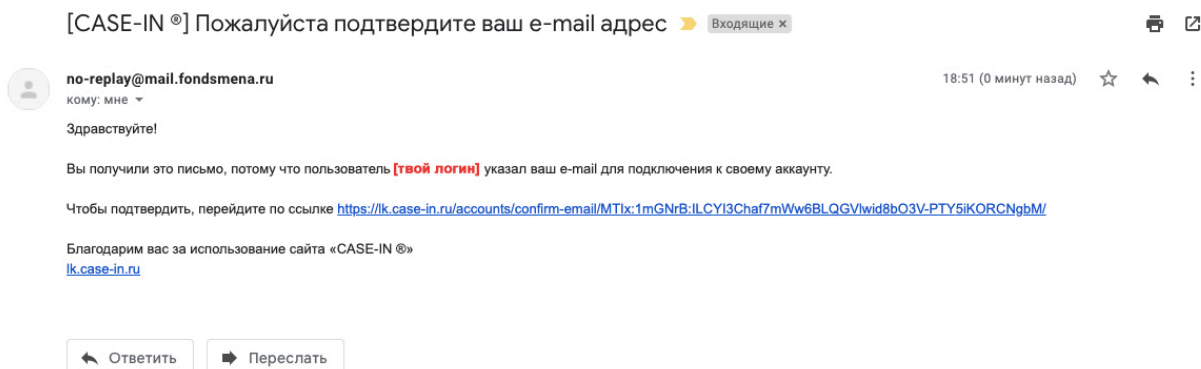 [CASE-IN ®] Пожалуйста подтвердите ваш e-mail адрес Входящие ×
no-replay@mail.fondsmena.ru 18:51 (0 минут назад)
кому: мне
Здравствуйте!
Вы получили это письмо, потому что пользователь [твой логин] указал ваш e-mail для подключения к своему аккаунту.
Чтобы подтвердить, перейдите по ссылке https://lk.case-in.ru/accounts/confirm-email/MTIx:1mGNrB:ILCYI3Chaf7mWw6BLQGVlwid8bO3V-PTY5iKORCNgbM/
Благодарим вас за использование сайта «CASE-IN ®»
lk.case-in.ru
Ответить Переслать